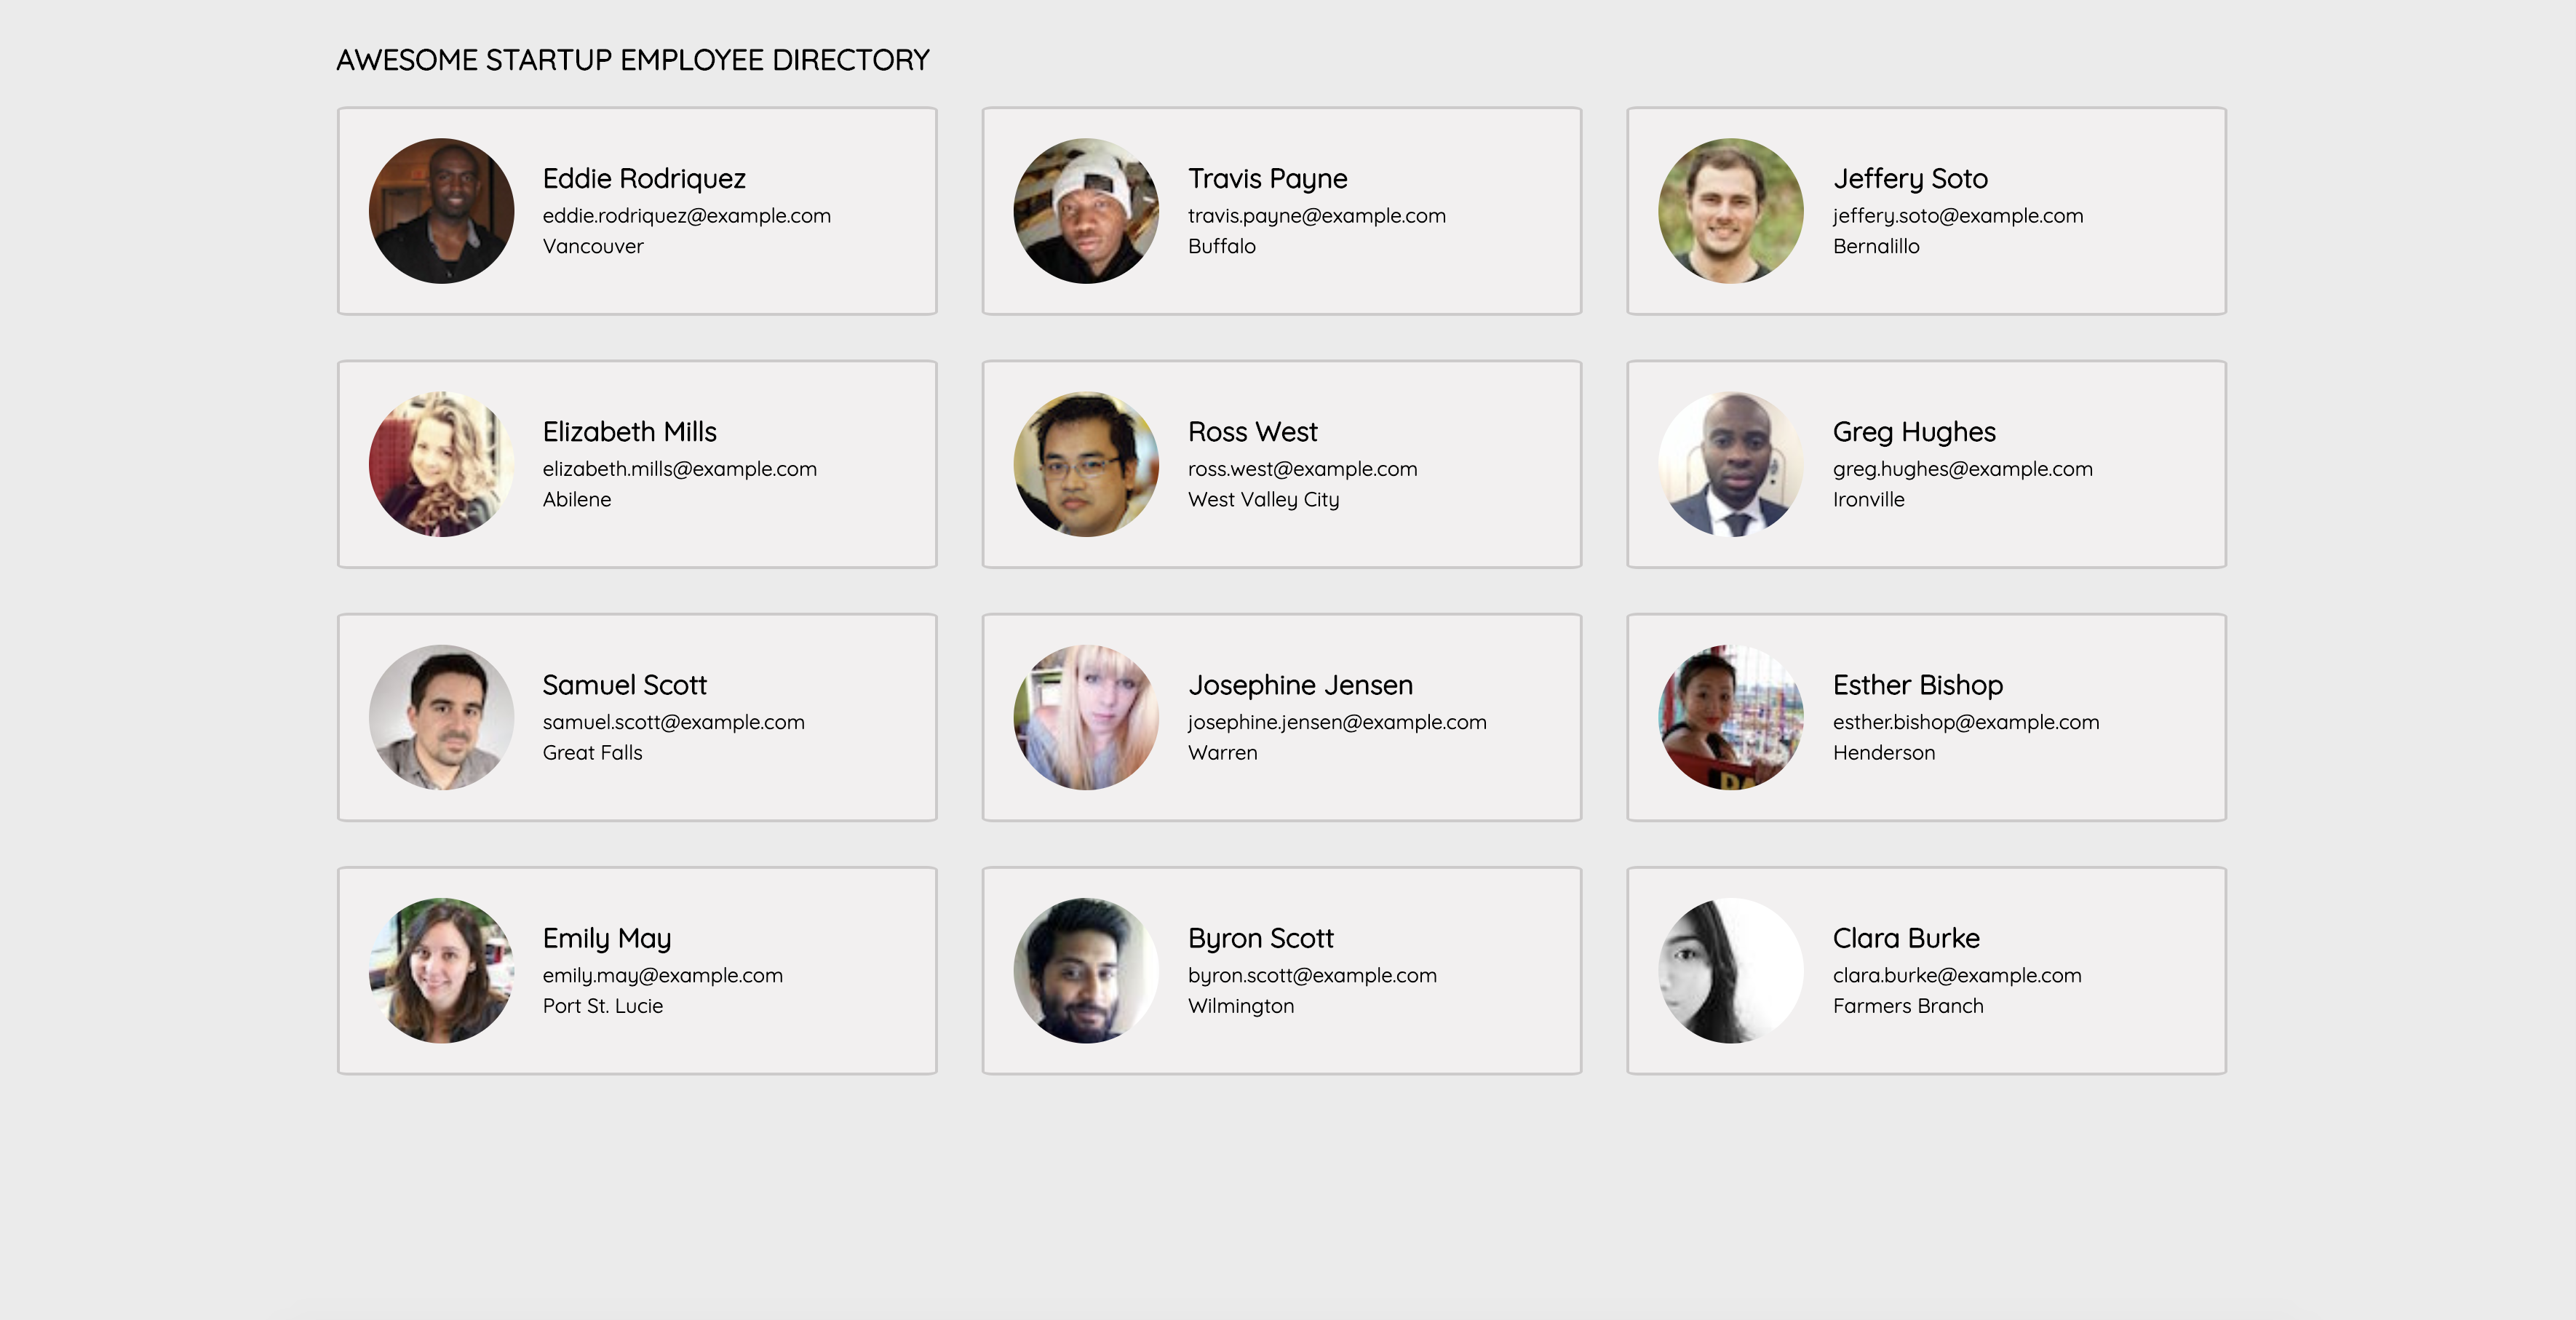 AWESOME STARTUP EMPLOYEE DIRECTORY
Eddie Rodriquez
eddie.rodriquez@example.com
Vancouver
Travis Payne
travis.payne@example.com
Buffalo
Jeffery Soto
jeffery.soto@example.com
Bernalillo
Elizabeth Mills
elizabeth.mills@example.com
Abilene
Ross West
ross.west@example.com
West Valley City
Greg Hughes
greg.hughes@example.com
Ironville
Samuel Scott
samuel.scott@example.com
Great Falls
Josephine Jensen
josephine.jensen@example.com
Warren
Esther Bishop
esther.bishop@example.com
Henderson
Emily May
emily.may@example.com
Port St. Lucie
Byron Scott
byron.scott@example.com
Wilmington
Clara Burke
clara.burke@example.com
Farmers Branch